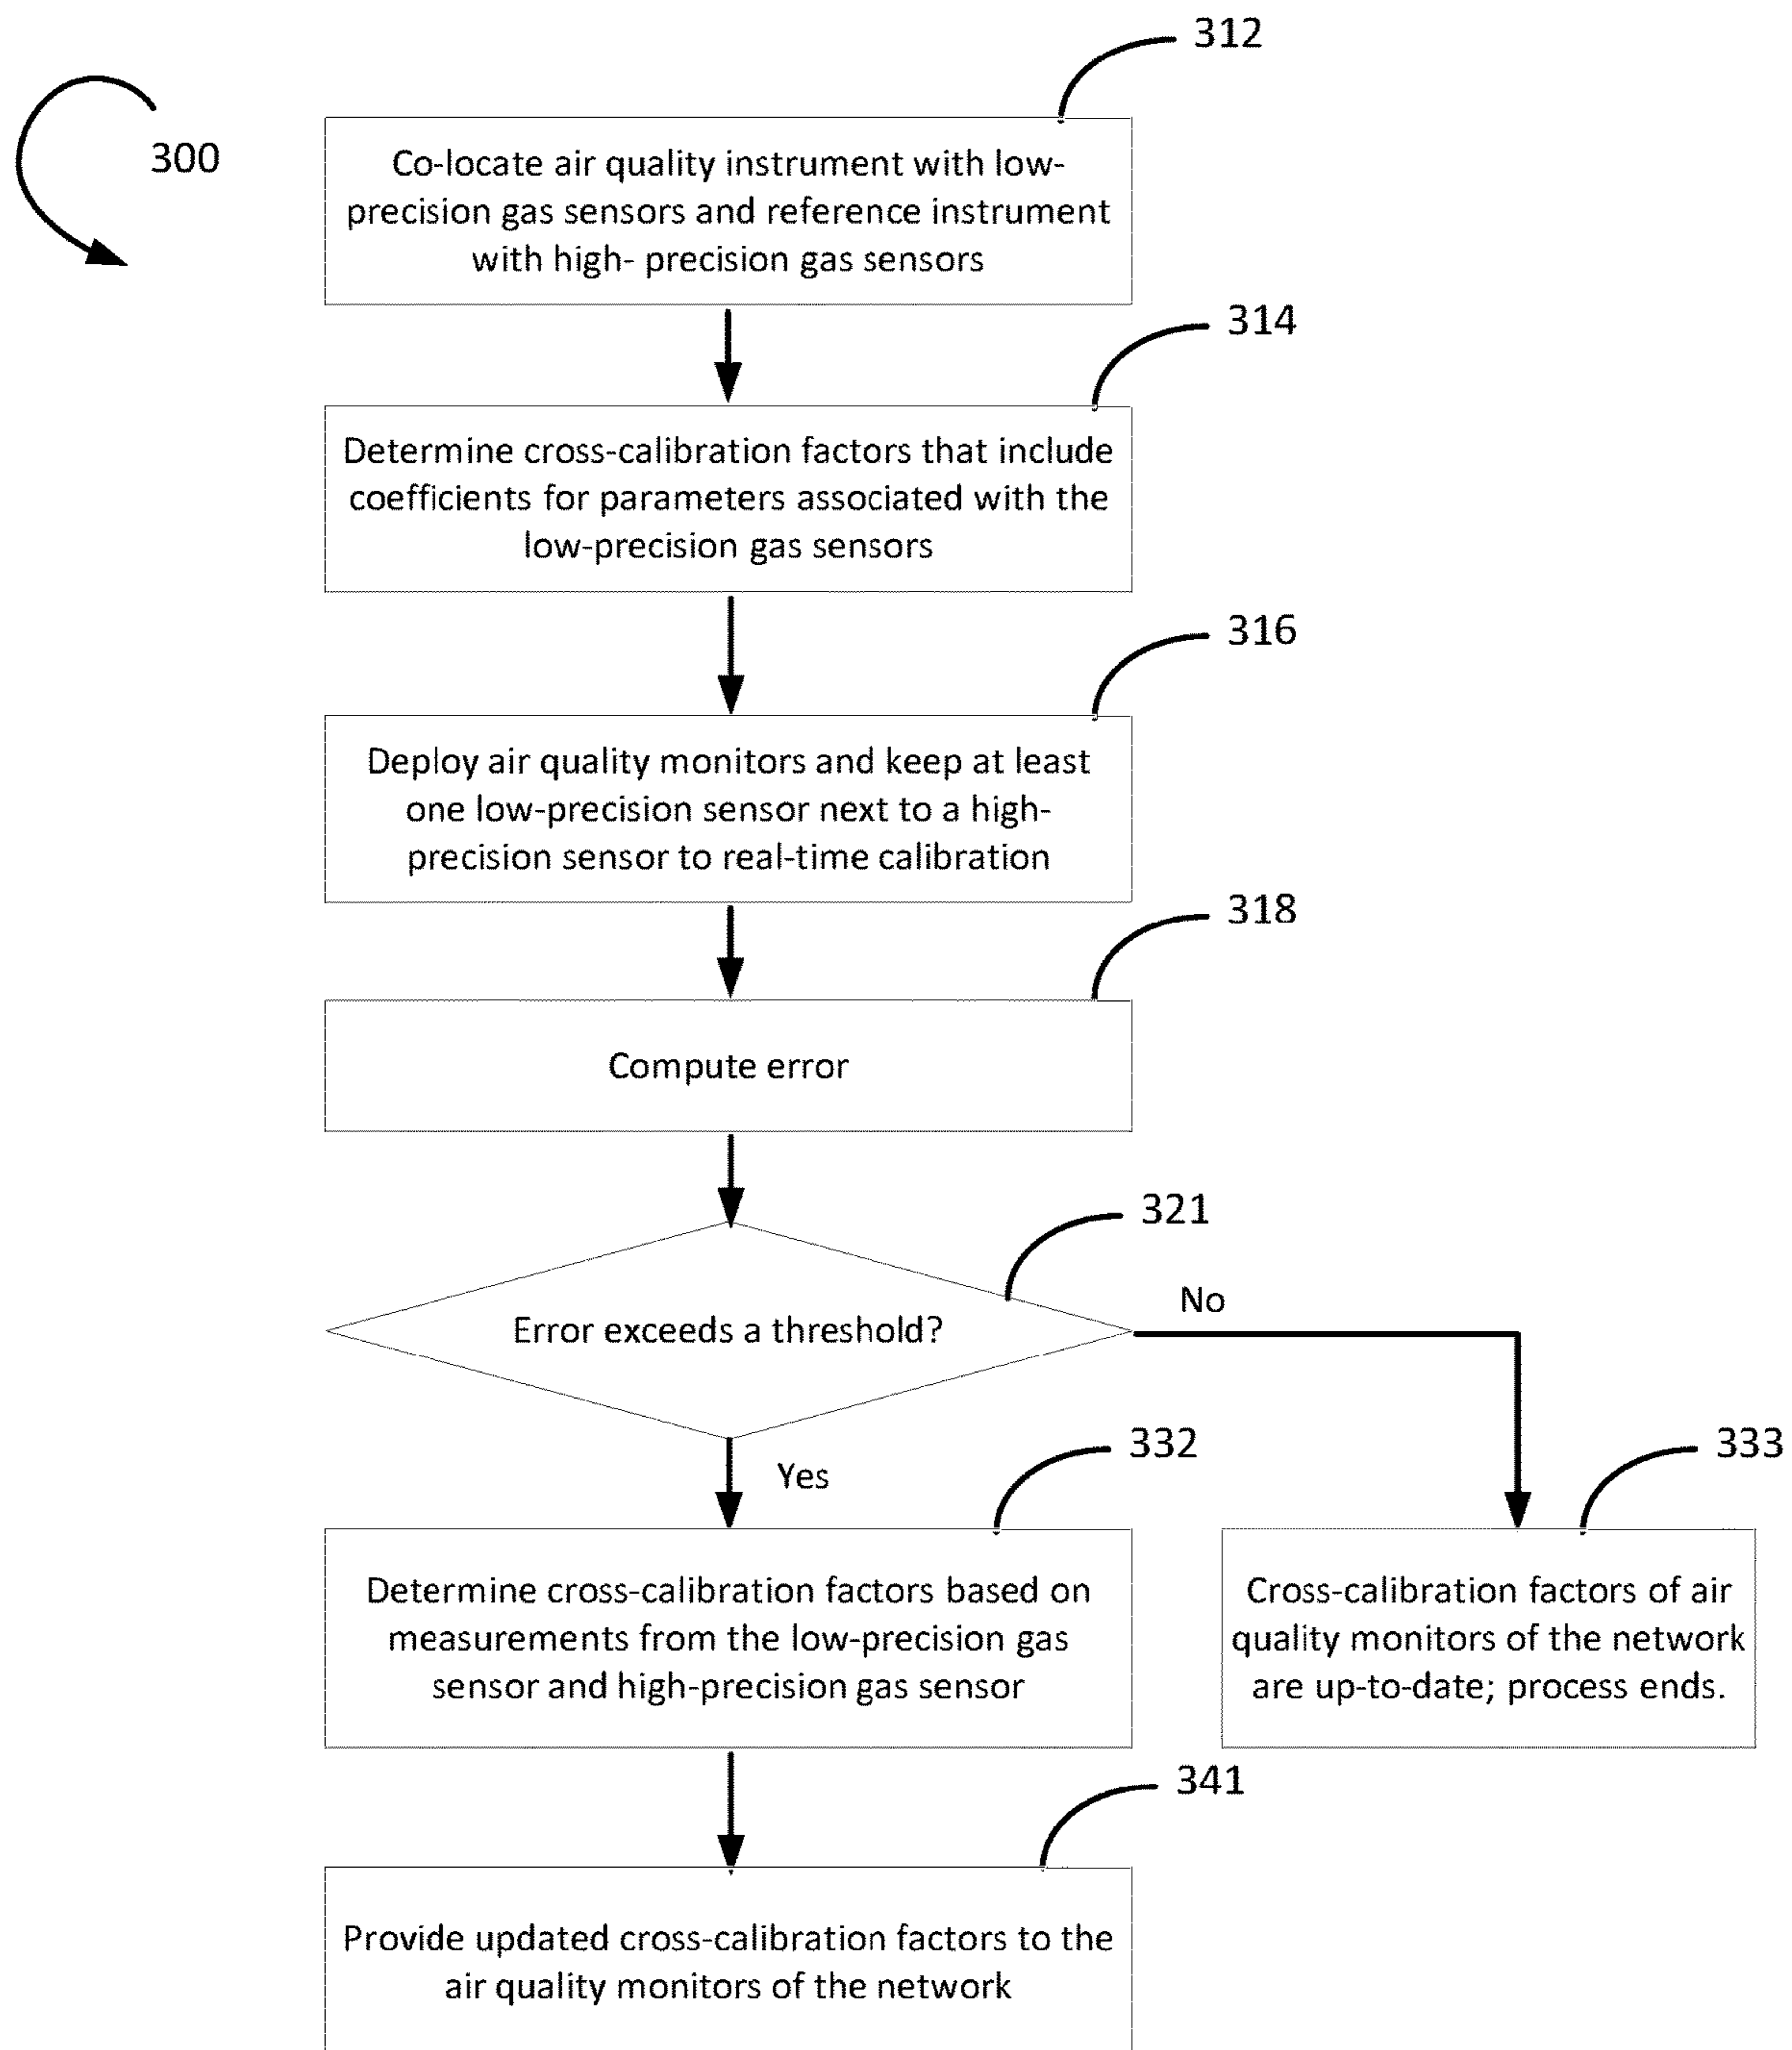 312
300
Co-locate air quality instrument with low-
precision gas sensors and reference instrument
with high- precision gas sensors
314
Determine cross-calibration factors that include
coefficients for parameters associated with the
low-precision gas sensors
316
Deploy air quality monitors and keep at least
one low-precision sensor next to a high-
precision sensor to real-time calibration
318
Compute error
321
Error exceeds a threshold?
No
Yes
332
333
Determine cross-calibration factors based on
measurements from the low-precision gas
sensor and high-precision gas sensor
Cross-calibration factors of air
quality monitors of the network
are up-to-date; process ends.
341
Provide updated cross-calibration factors to the
air quality monitors of the network